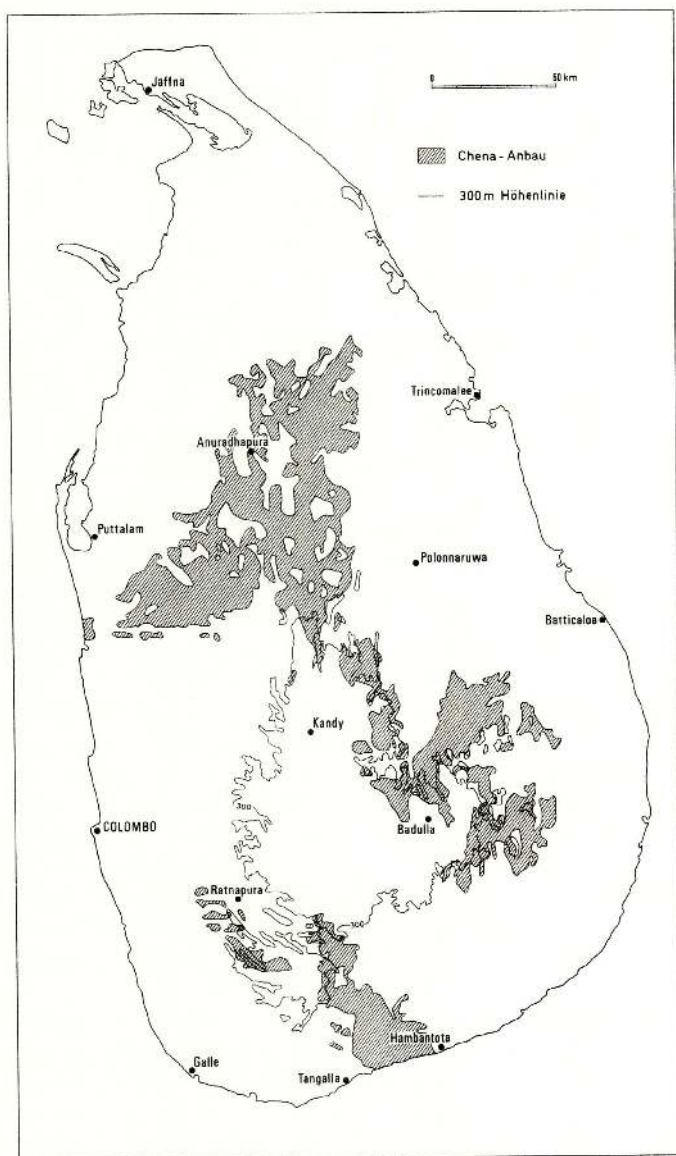 Jaffna
0 50 km
Chena - Anbau
300 m Höhenlinie
Trincomalee
Anuradhapura
Puttalam
Polonnaruwa
Batticaloa
Kandy
300
COLOMBO
Badulla
Ratnapura
300
Hambantota
Galle
Tangalla